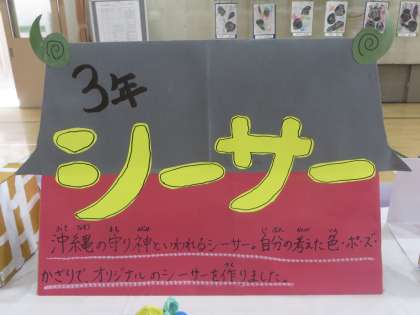 3年
シーサー
沖縄の守り神といわれるシーサー。自分の考えた色・ポーズ・
かざりでオリジナルのシーサーを作りました。